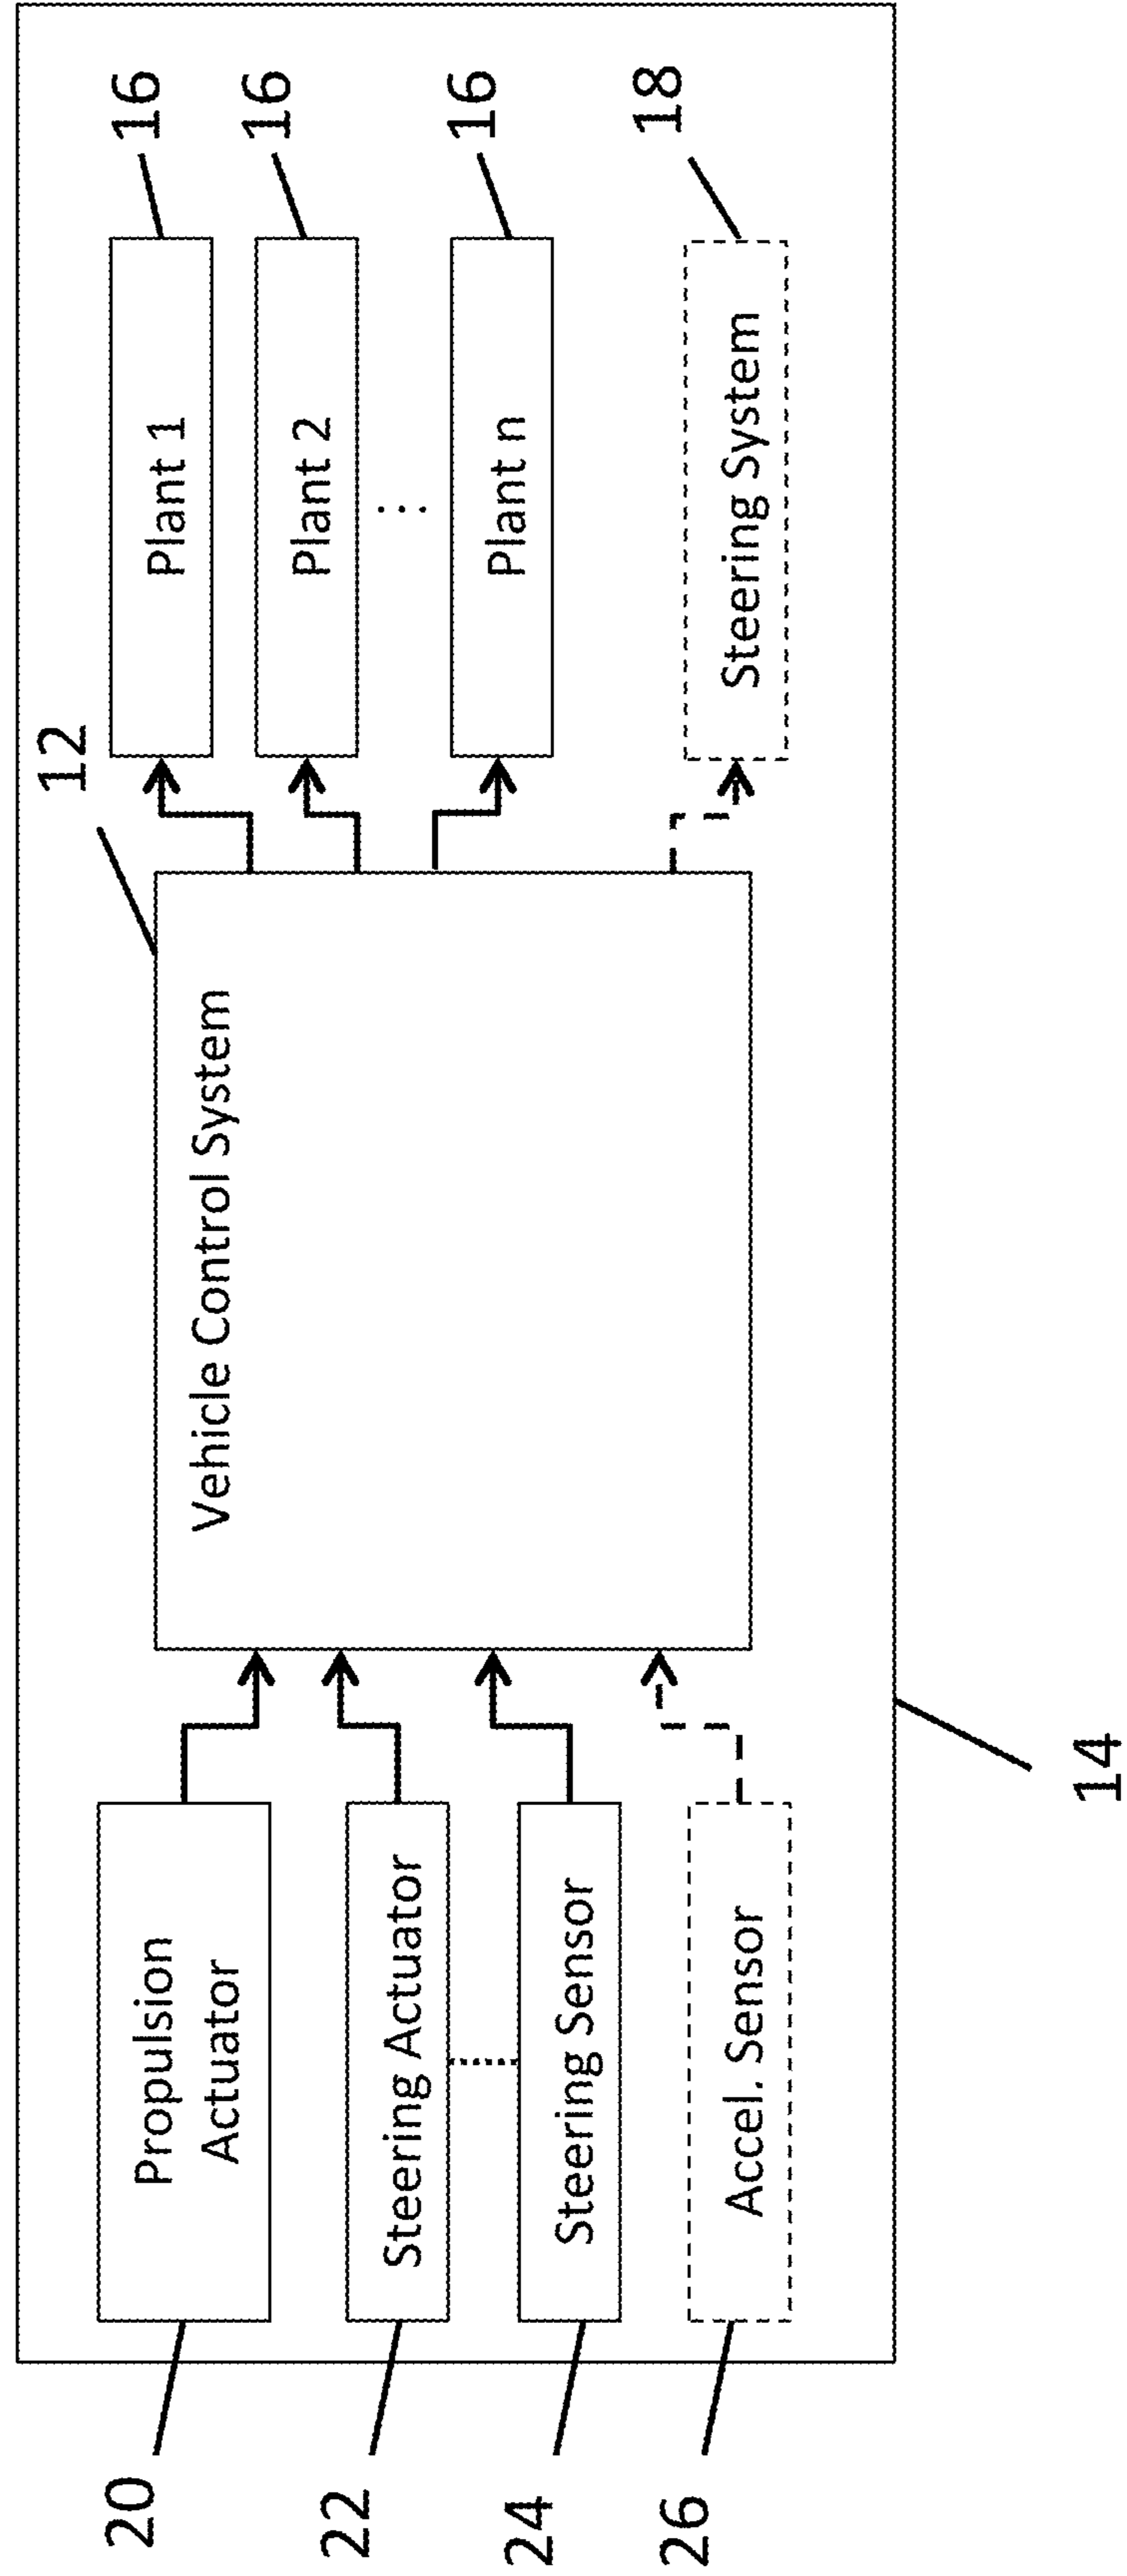 12
16
Plant 1
16
Plant 2
...
16
Plant n
18
Steering System
Vehicle Control System
20
Propulsion
Actuator
22
Steering Actuator
24
Steering Sensor
26
Accel. Sensor
14